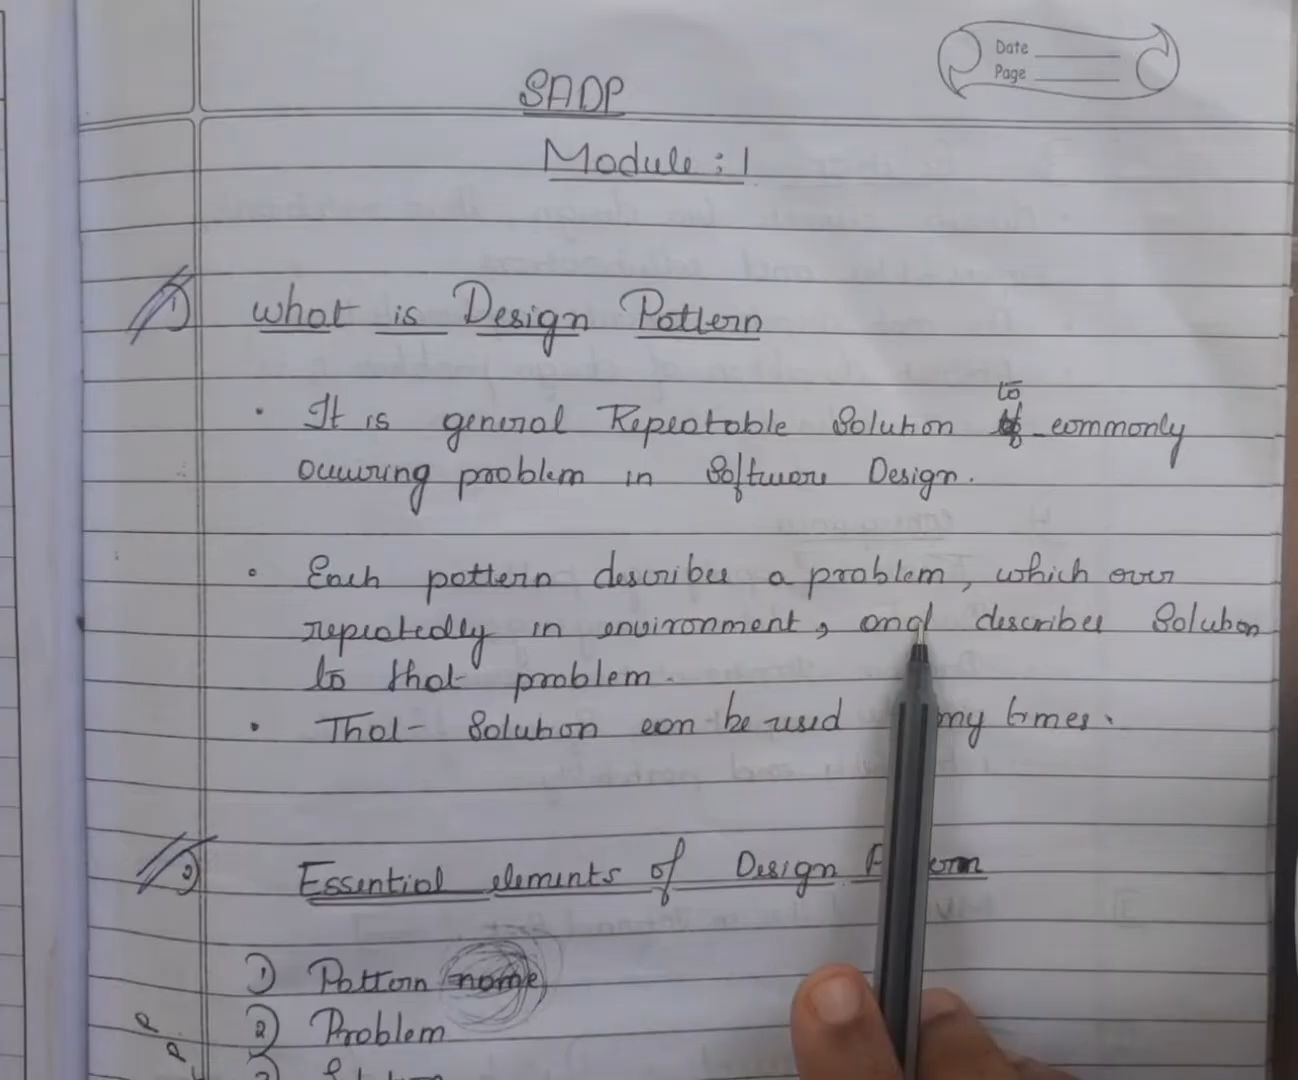 Date
Page
SADP
Module : 1
1) what is Design Pattern
• It is general Repeatable Solution to commonly
occuring problem in Software Design.
• Each pattern describes a problem, which over
repeatedly in environment, and describes Solution
to that problem.
• That Solution can be used my times.
2) Essential elements of Design
1) Pattern name
2) Problem
P
P